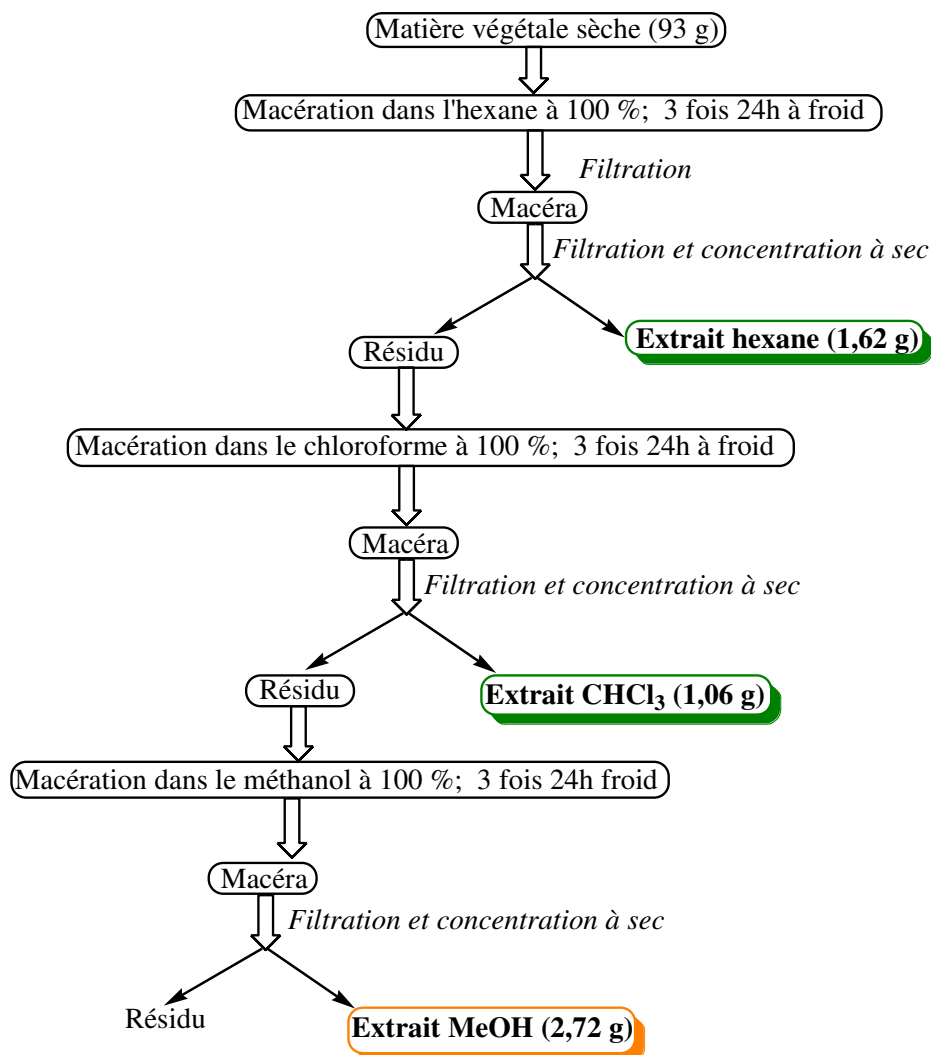 Matière végétale sèche (93 g)
Macération dans l'hexane à 100 %; 3 fois 24h à froid
Filtration
Macéra
Filtration et concentration à sec
Extrait hexane (1,62 g)
Résidu
Macération dans le chloroforme à 100 %; 3 fois 24h à froid
Macéra
Filtration et concentration à sec
Résidu
Extrait CHCl₃ (1,06 g)
Macération dans le méthanol à 100 %; 3 fois 24h froid
Macéra
Filtration et concentration à sec
Résidu
Extrait MeOH (2,72 g)